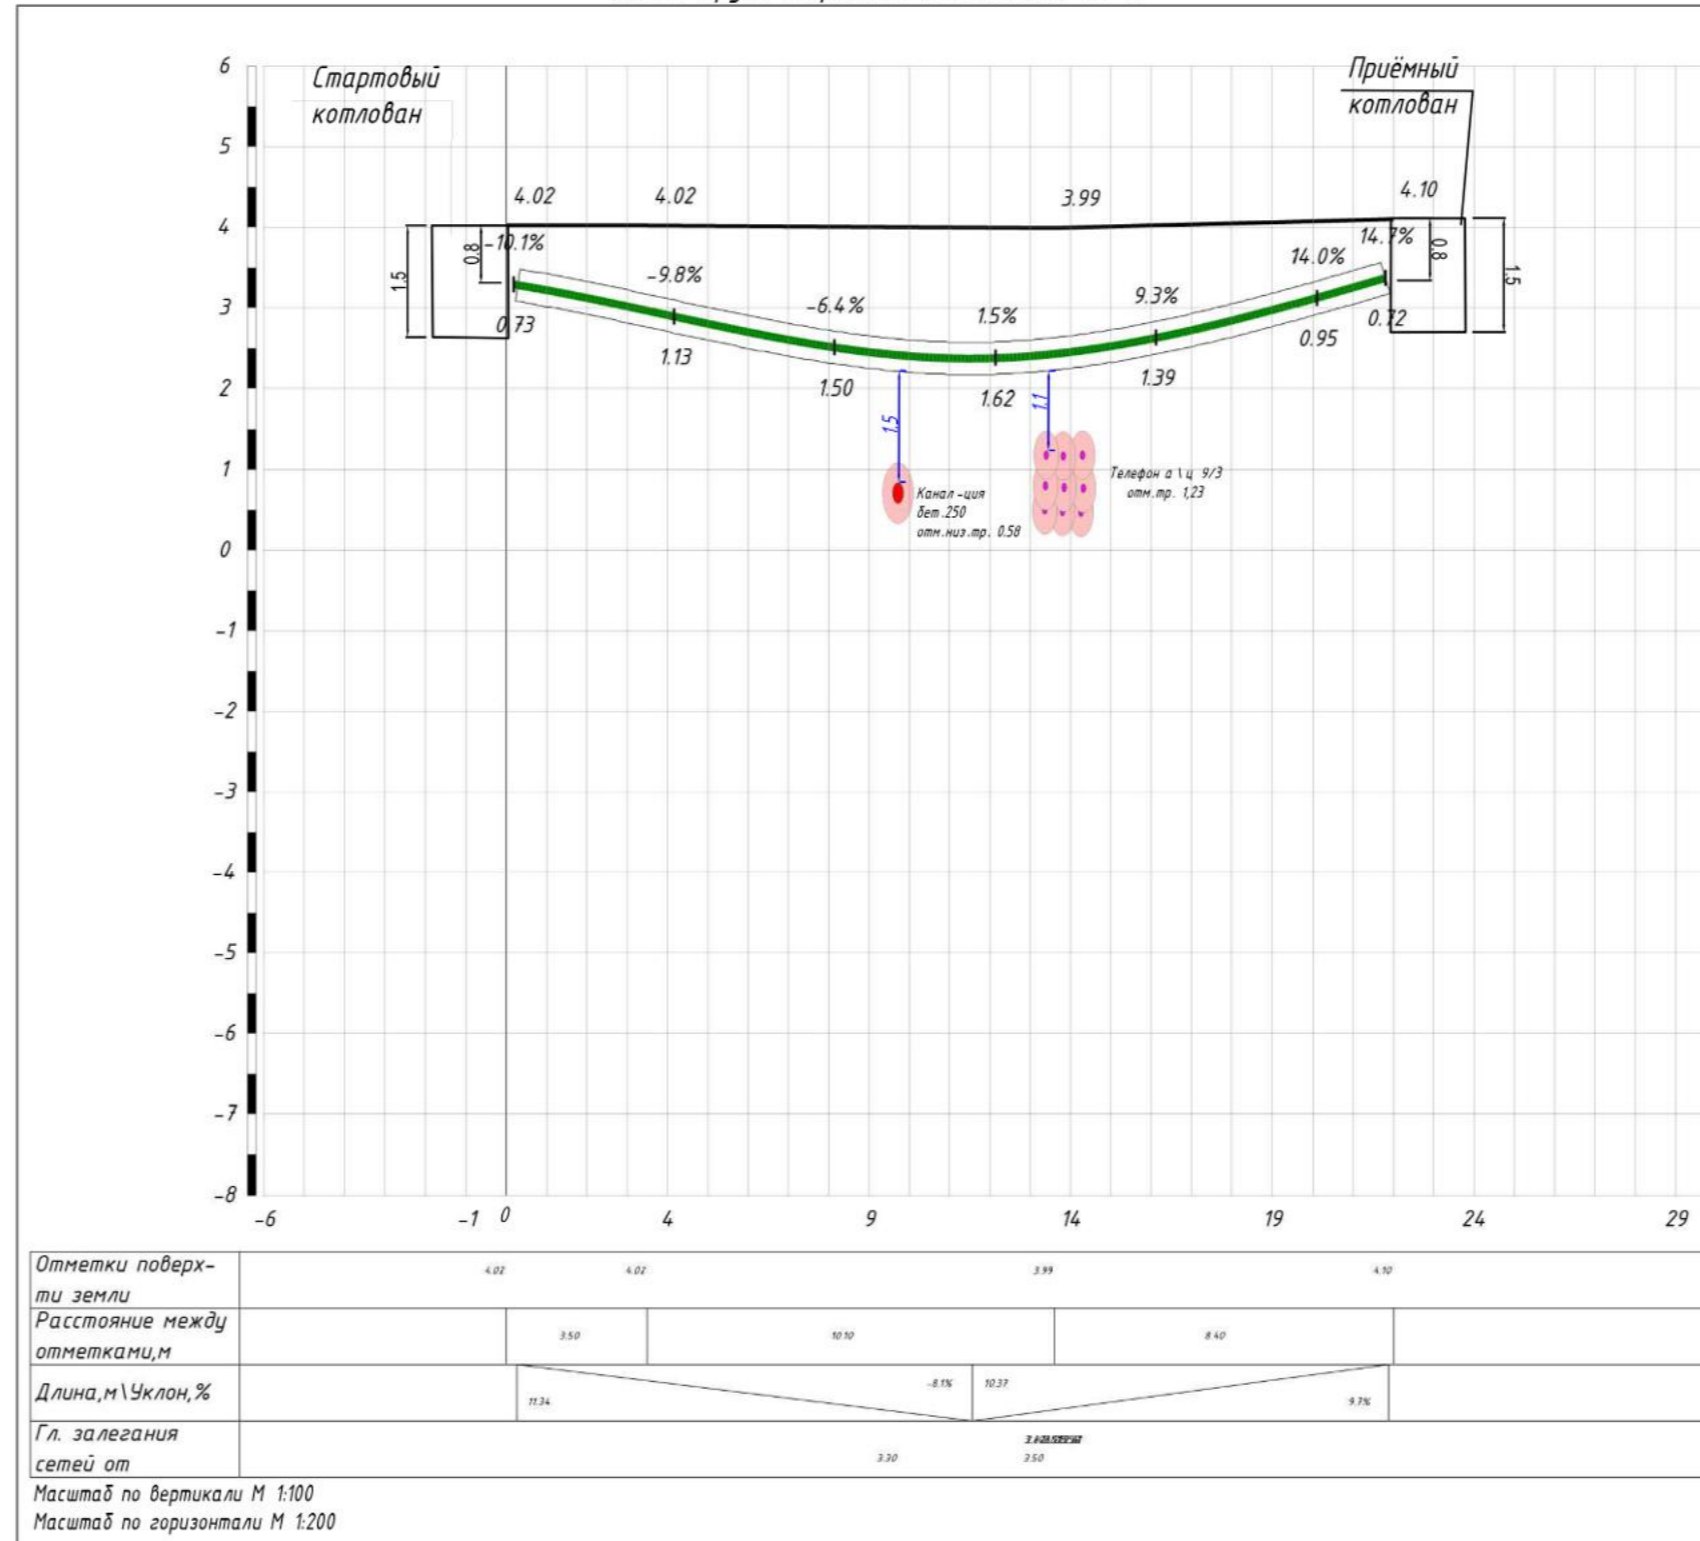 6
Стартовый
котлован
Приёмный
котлован
5
4.02
4.02
3.99
4.10
4
-10.1%
0.8
1.5
-9.8%
-6.4%
1.5%
9.3%
14.0%
14.7%
0.8
1.5
3
0.73
1.13
1.50
1.62
1.39
0.95
0.72
2
1.5
1.1
1
Канал-ция
бет.250
отм.низ.тр. 0.58
Телефон а\ц 9/3
отм.тр. 1,23
0
-1
-2
-3
-4
-5
-6
-7
-8
-6 -1 0 4 9 14 19 24 29
Отметки поверх-
ти земли
4.02 4.02 3.99 4.10
Расстояние между
отметками,м
3.50 10.10 8.40
Длина,м\Уклон,%
11.34 -8.1% 10.37 9.7%
Гл. залегания
сетей от
3.30 3.50
Масштаб по вертикали М 1:100
Масштаб по горизонтали М 1:200